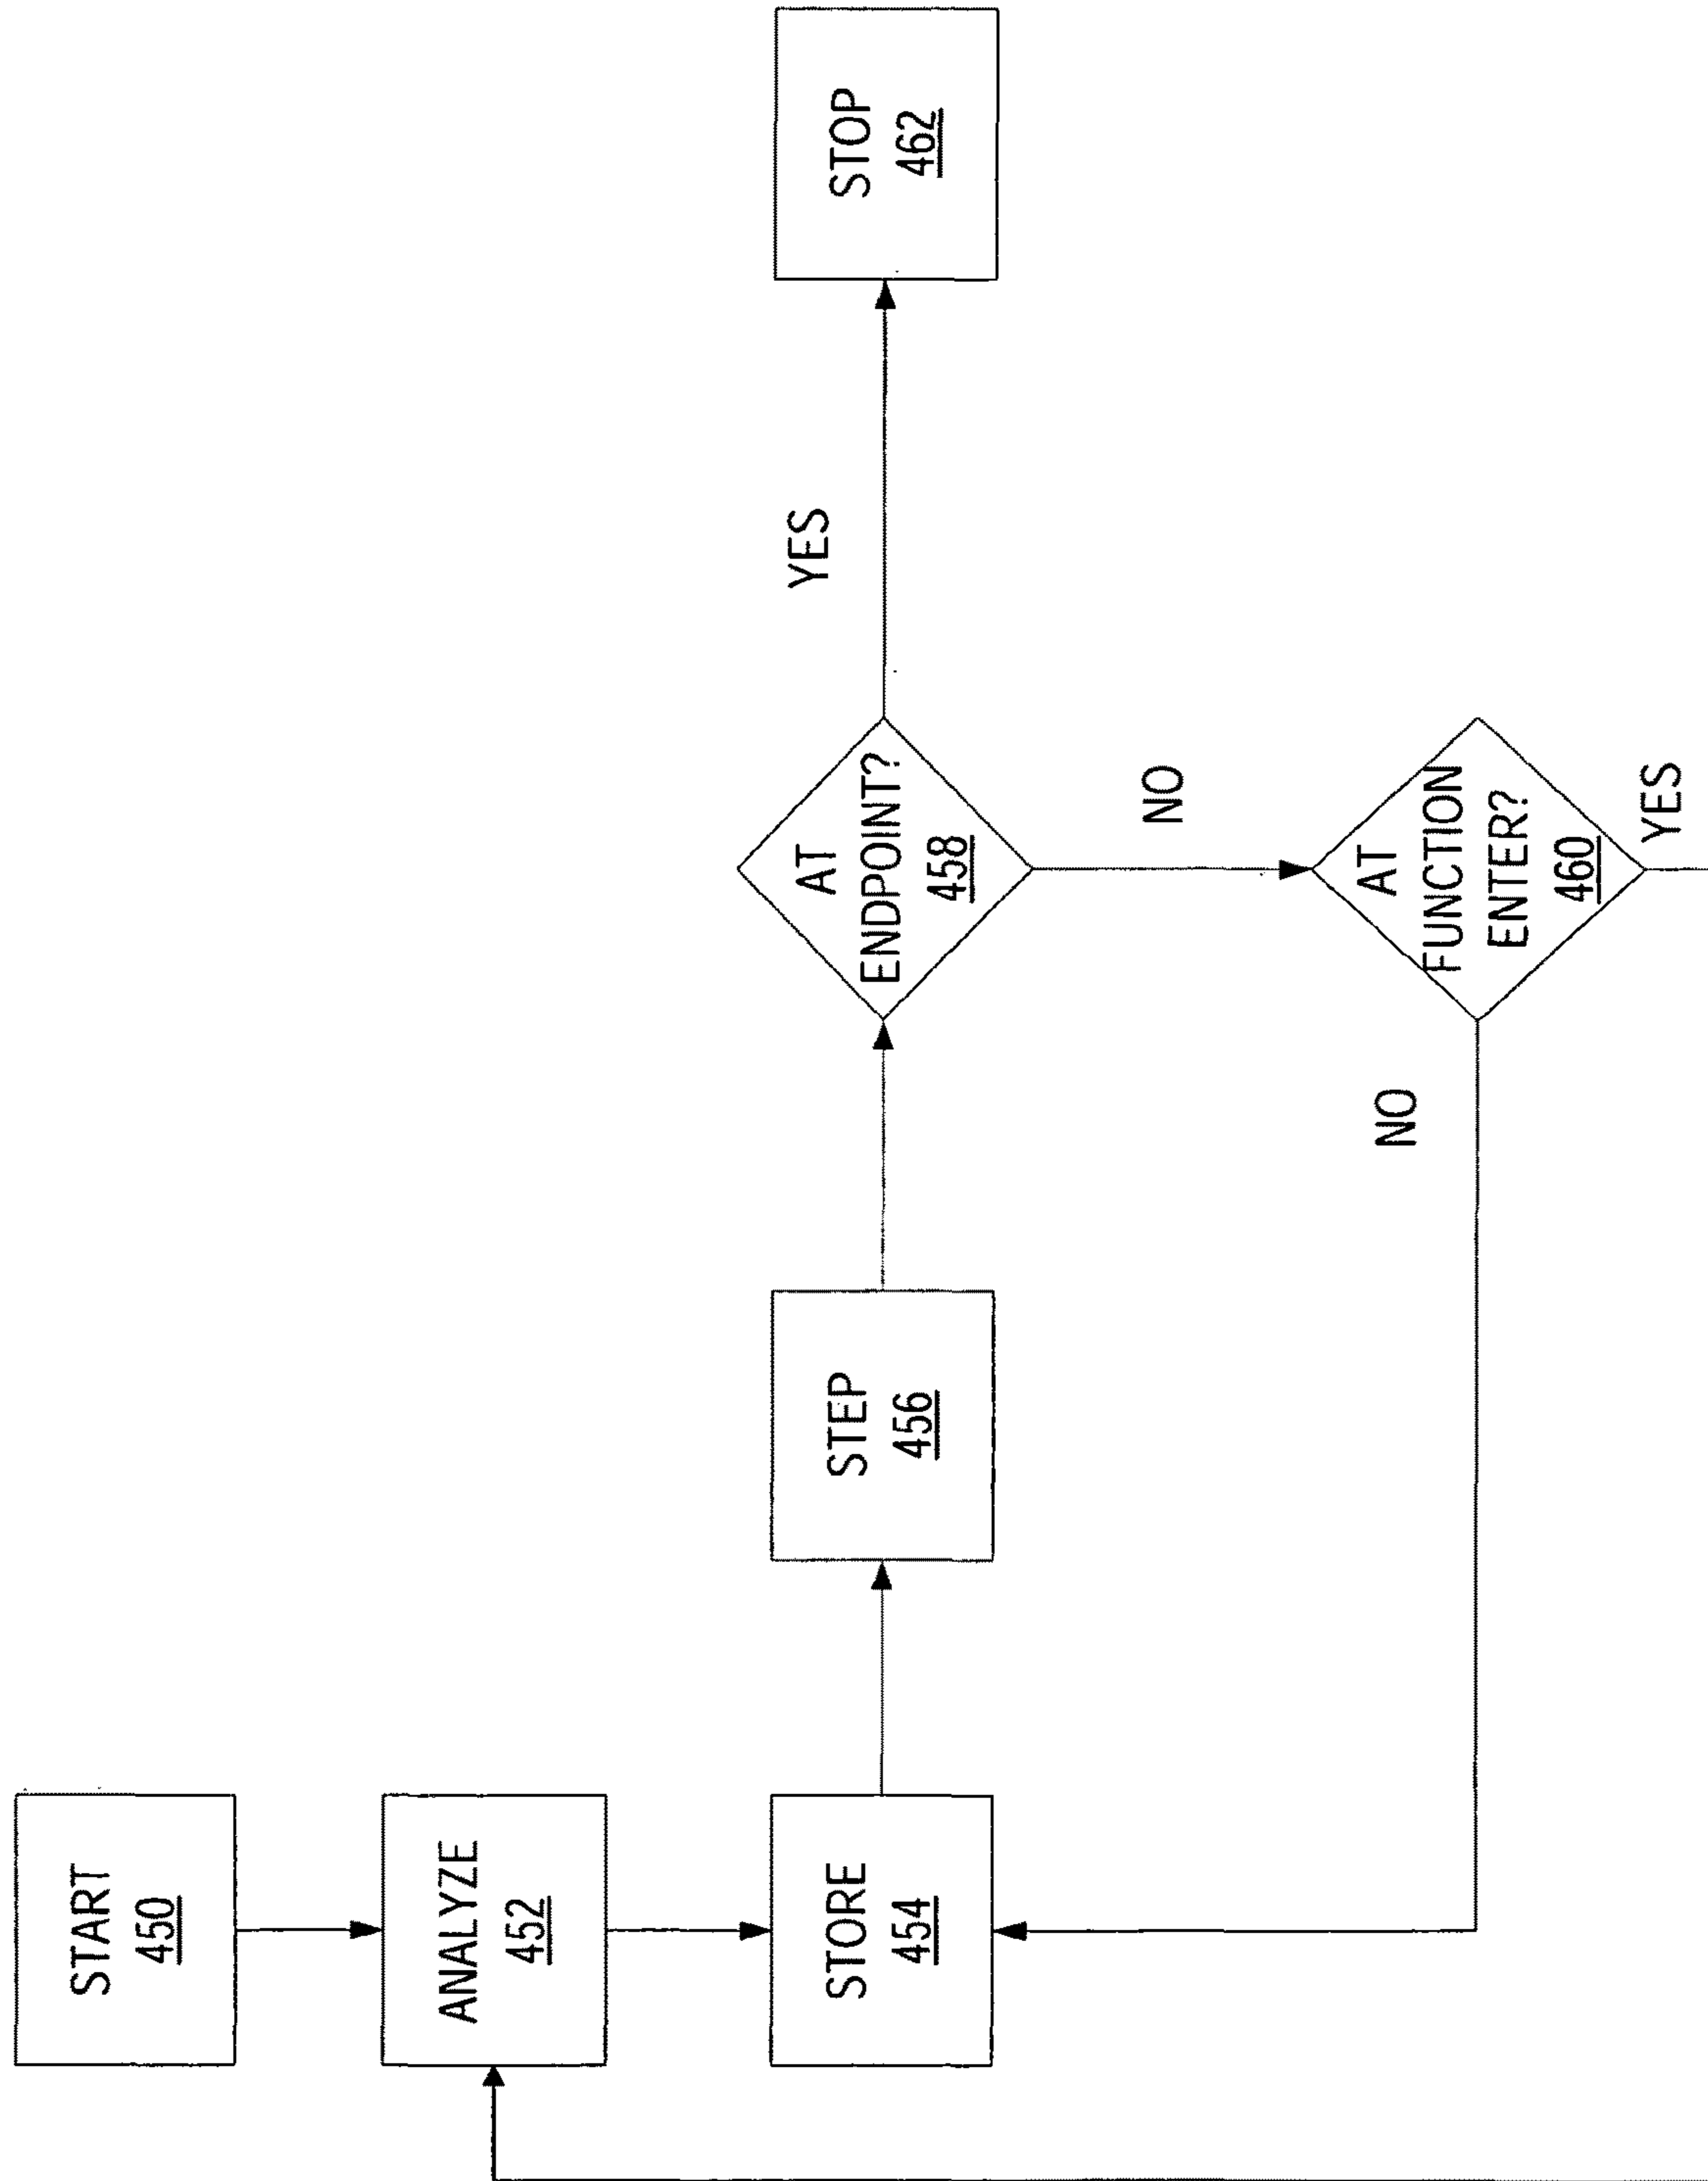 START
450
ANALYZE
452
STORE
454
STEP
456
AT
ENDPOINT?
458
YES
STOP
462
NO
AT
FUNCTION
ENTER?
460
NO
YES